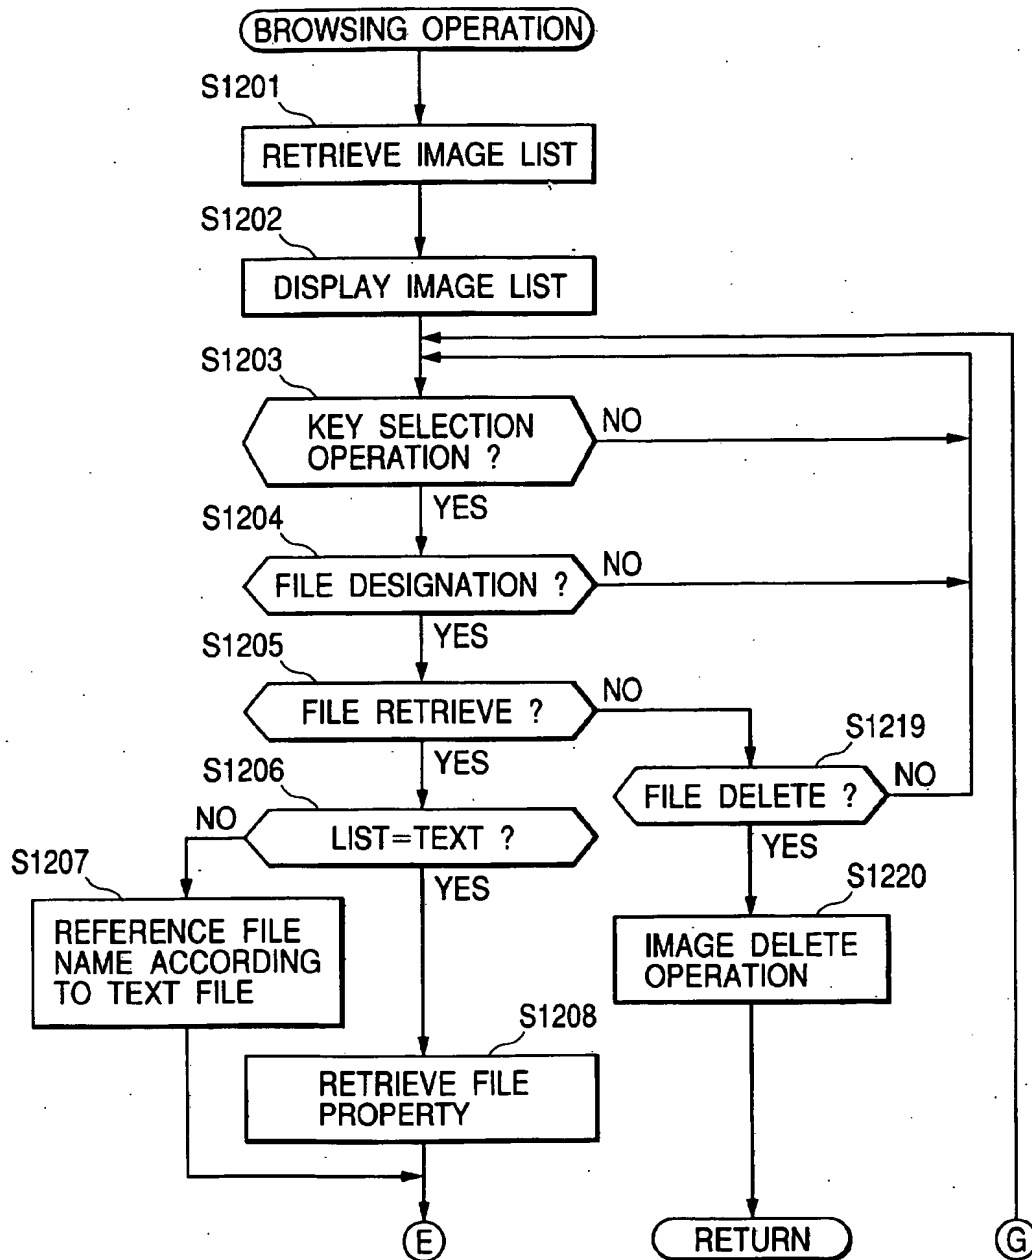 BROWSING OPERATION
S1201
RETRIEVE IMAGE LIST
S1202
DISPLAY IMAGE LIST
S1203
KEY SELECTION
OPERATION ?
NO
YES
S1204
FILE DESIGNATION ?
NO
YES
S1205
FILE RETRIEVE ?
NO
YES
S1206
LIST=TEXT ?
NO
YES
S1219
FILE DELETE ?
NO
YES
S1207
REFERENCE FILE
NAME ACCORDING
TO TEXT FILE
S1220
IMAGE DELETE
OPERATION
S1208
RETRIEVE FILE
PROPERTY
E
RETURN
G